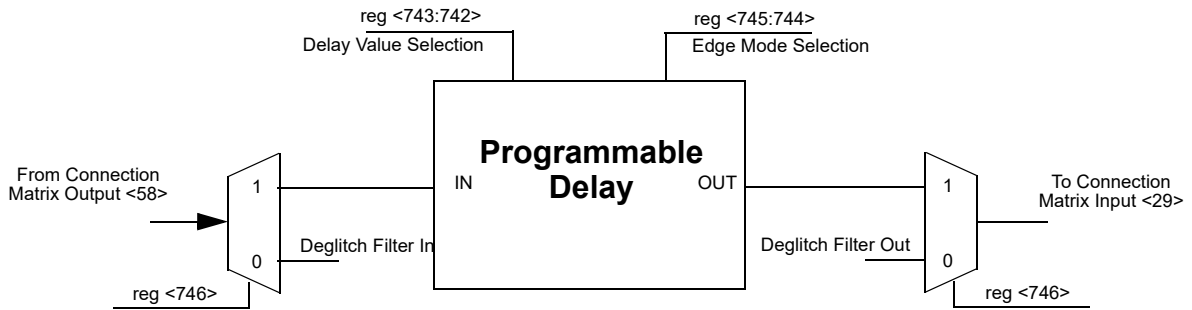 reg <743:742>
Delay Value Selection
reg <745:744>
Edge Mode Selection
Programmable
Delay
IN
OUT
From Connection
Matrix Output <58>
1
0
Deglitch Filter In
reg <746>
Deglitch Filter Out
1
0
To Connection
Matrix Input <29>
reg <746>